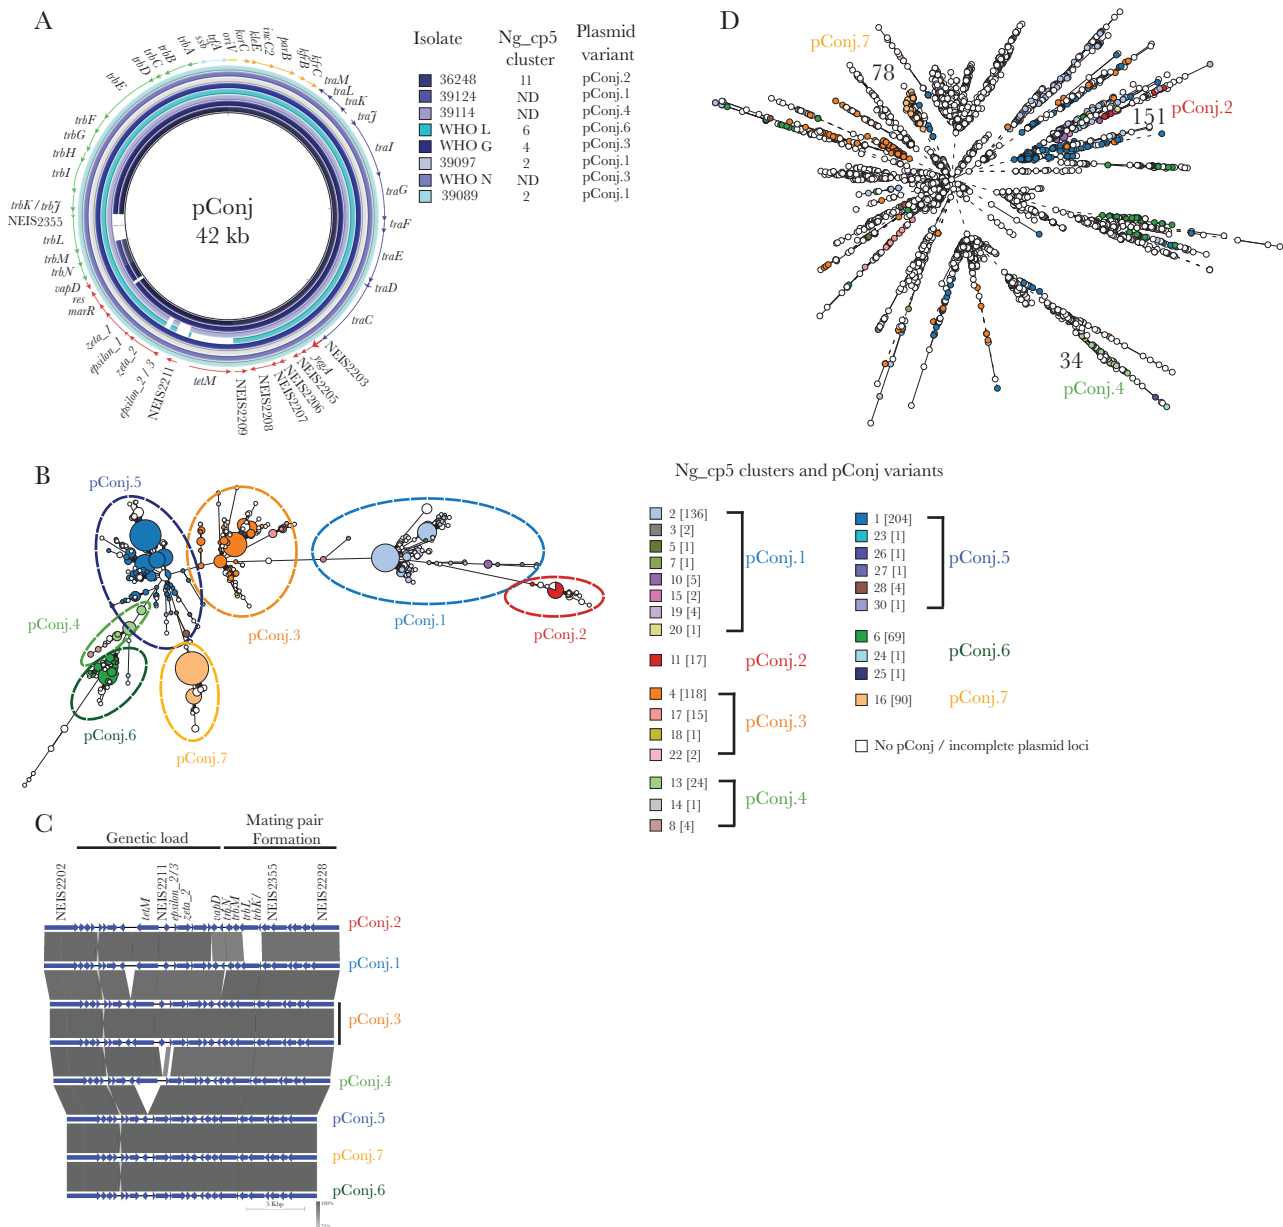 A
trbE
trbD
trbC
trbB
trbA
ssb
trfA
oriV
korC
kleE
incC2
parB
kfrB
kfrC
traM
traL
traK
traJ
traI
traG
traF
traE
traD
traC
NEIS2203
yegA
NEIS2205
NEIS2206
NEIS2207
NEIS2208
NEIS2209
tetM
NEIS2211
epsilon_2 / 3
zeta_2
epsilon_1
zeta_1
marR
res
vapD
trbN
trbM
trbL
NEIS2355
trbK / trbJ
trbI
trbH
trbG
trbF
pConj
42 kb
Isolate Ng_cp5 cluster Plasmid variant
36248 11 pConj.2
39124 ND pConj.1
39114 ND pConj.4
WHO L 6 pConj.6
WHO G 4 pConj.3
39097 2 pConj.1
WHO N ND pConj.3
39089 2 pConj.1
D
pConj.7
78
pConj.2
151
34
pConj.4
B
pConj.5
pConj.4
pConj.3
pConj.1
pConj.2
pConj.6
pConj.7
Ng_cp5 clusters and pConj variants
2 [136]
3 [2]
5 [1]
7 [1]
10 [5]
15 [2]
19 [4]
20 [1]
pConj.1
11 [17]
pConj.2
4 [118]
17 [15]
18 [1]
22 [2]
pConj.3
13 [24]
14 [1]
8 [4]
pConj.4
1 [204]
23 [1]
26 [1]
27 [1]
28 [4]
30 [1]
pConj.5
6 [69]
24 [1]
25 [1]
pConj.6
16 [90]
pConj.7
No pConj / incomplete plasmid loci
C
Genetic load
Mating pair
Formation
NEIS2202
tetM
NEIS2211
epsilon_2/3
zeta_2
vapD
trbN
trbM
trbL
trbK/
NEIS2355
NEIS2228
pConj.2
pConj.1
pConj.3
pConj.4
pConj.5
pConj.7
pConj.6
5 Kbp
100%
75%